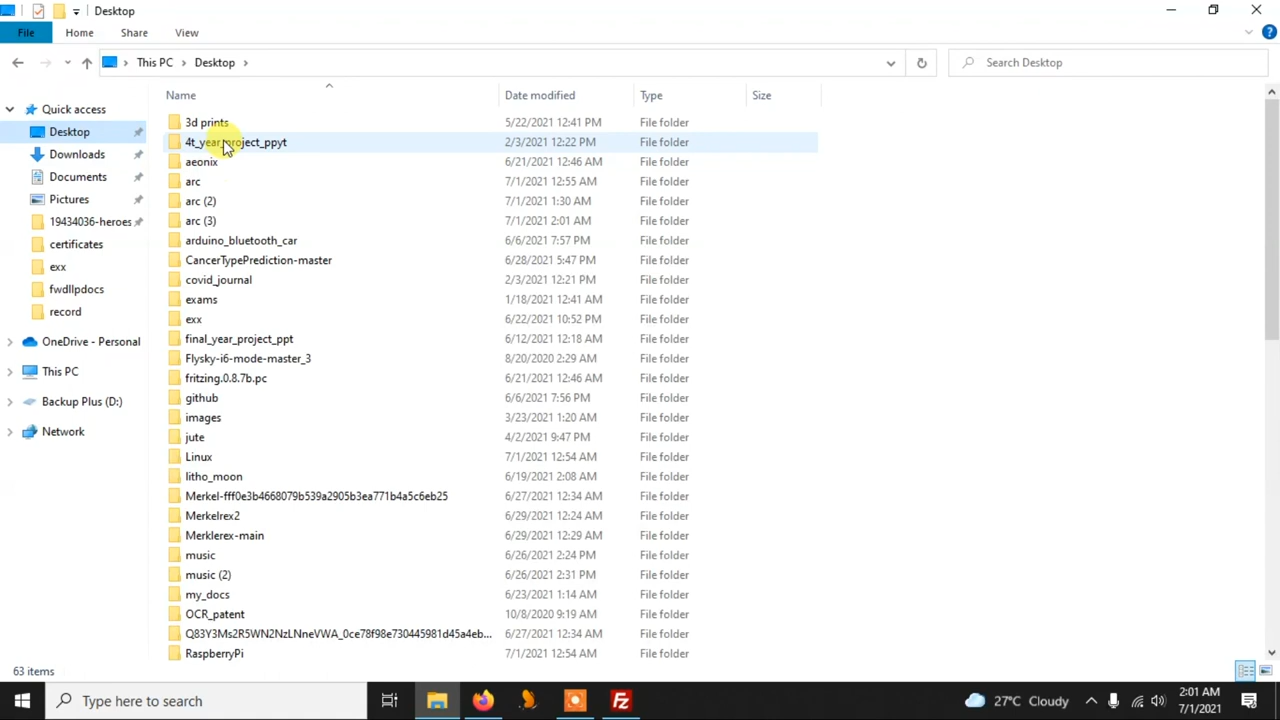 Desktop
File Home Share View
This PC Desktop
Search Desktop
Name Date modified Type Size
Quick access
Desktop
Downloads
Documents
Pictures
19434036-heroes
certificates
exx
fwdllpdocs
record
OneDrive - Personal
This PC
Backup Plus (D:)
Network
3d prints 5/22/2021 12:41 PM File folder
4t_year_project_ppyt 2/3/2021 12:22 PM File folder
aeonix 6/21/2021 12:46 AM File folder
arc 7/1/2021 12:55 AM File folder
arc (2) 7/1/2021 1:30 AM File folder
arc (3) 7/1/2021 2:01 AM File folder
arduino_bluetooth_car 6/6/2021 7:57 PM File folder
CancerTypePrediction-master 6/28/2021 5:47 PM File folder
covid_journal 2/3/2021 12:21 PM File folder
exams 1/18/2021 12:41 AM File folder
exx 6/22/2021 10:52 PM File folder
final_year_project_ppt 6/12/2021 12:18 AM File folder
Flysky-i6-mode-master_3 8/20/2020 2:29 AM File folder
fritzing.0.8.7b.pc 6/21/2021 12:46 AM File folder
github 6/6/2021 7:56 PM File folder
images 3/23/2021 1:20 AM File folder
jute 4/2/2021 9:47 PM File folder
Linux 7/1/2021 12:54 AM File folder
litho_moon 6/19/2021 2:08 AM File folder
Merkel-fff0e3b4668079b539a2905b3ea771b4a5c6eb25 6/27/2021 12:34 AM File folder
Merkelrex2 6/29/2021 12:24 AM File folder
Merklerex-main 6/29/2021 12:29 AM File folder
music 6/26/2021 2:24 PM File folder
music (2) 6/26/2021 2:31 PM File folder
my_docs 6/23/2021 1:14 AM File folder
OCR_patent 10/8/2020 9:19 AM File folder
Q83Y3Ms2R5WN2NzLNneVWA_0ce78f98e730445981d45a4eb... 6/27/2021 12:34 AM File folder
RaspberryPi 7/1/2021 12:54 AM File folder
63 items
Type here to search
27°C Cloudy
2:01 AM
7/1/2021